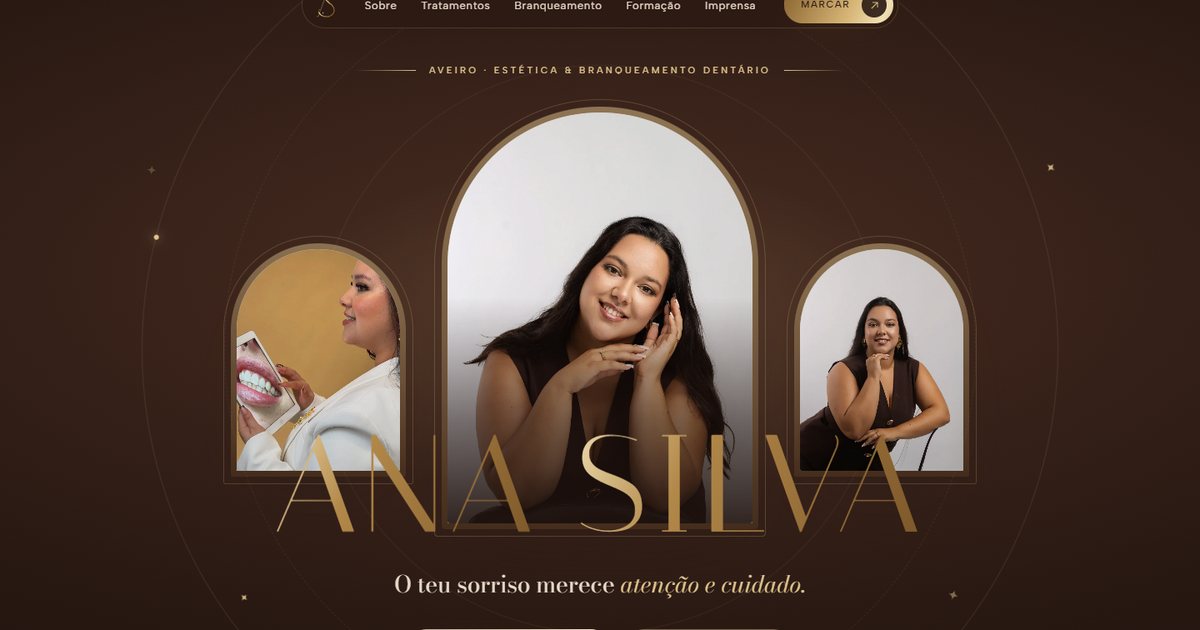 S
Sobre Tratamentos Branqueamento Formação Imprensa MARCAR
AVEIRO · ESTÉTICA & BRANQUEAMENTO DENTÁRIO
ANA SILVA
O teu sorriso merece atenção e cuidado.